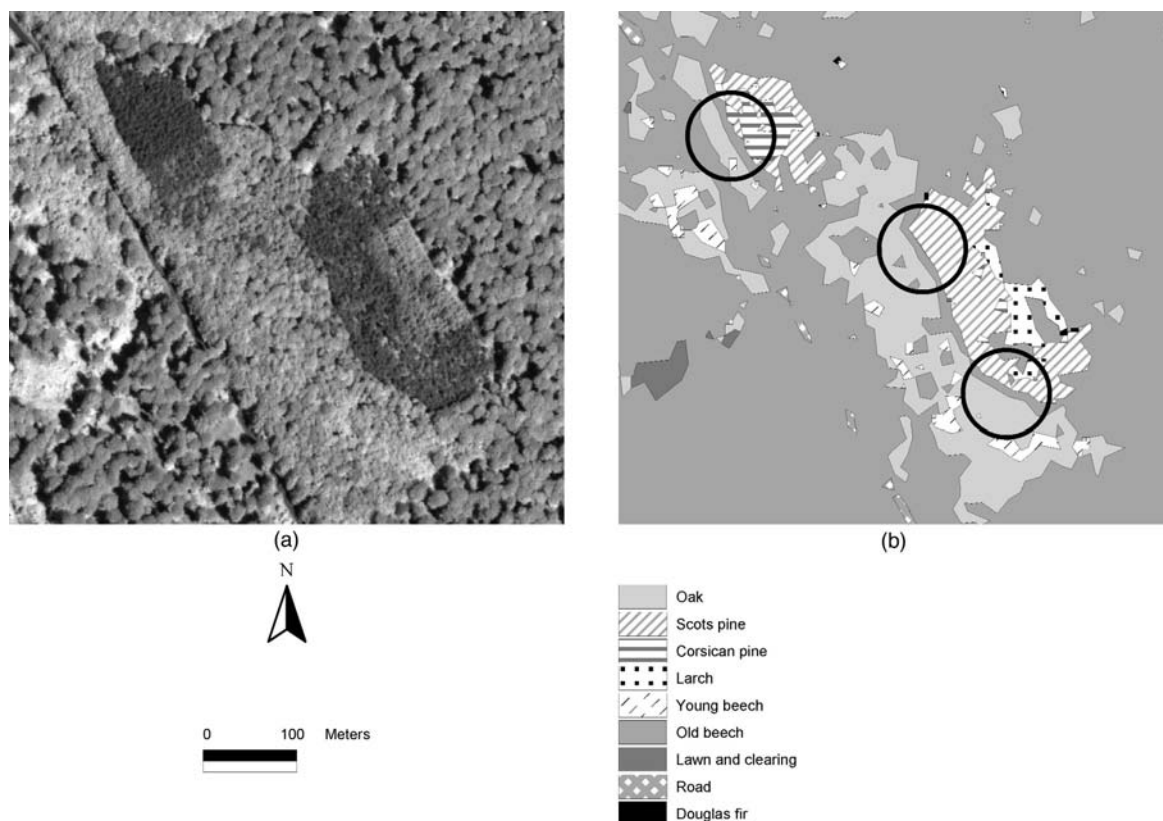 (a)
(b)
N
0 100 Meters
Oak
Scots pine
Corsican pine
Larch
Young beech
Old beech
Lawn and clearing
Road
Douglas fir